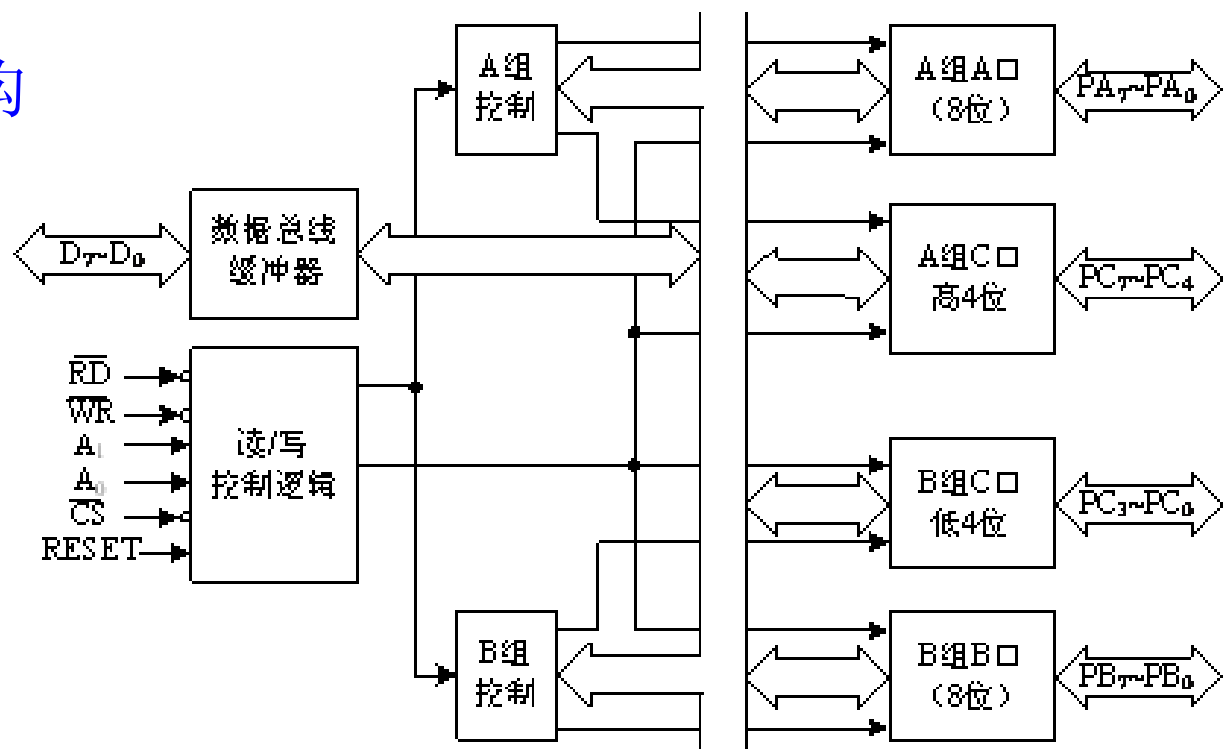 构
A组
控制
A组A口
(8位)
PA₇~PA₀
数据总线
缓冲器
D₇~D₀
A组C口
高4位
PC₇~PC₄
R̅D̅
W̅R̅
A₁
A₀
C̅S̅
RESET
读/写
控制逻辑
B组C口
低4位
PC₃~PC₀
B组
控制
B组B口
(8位)
PB₇~PB₀